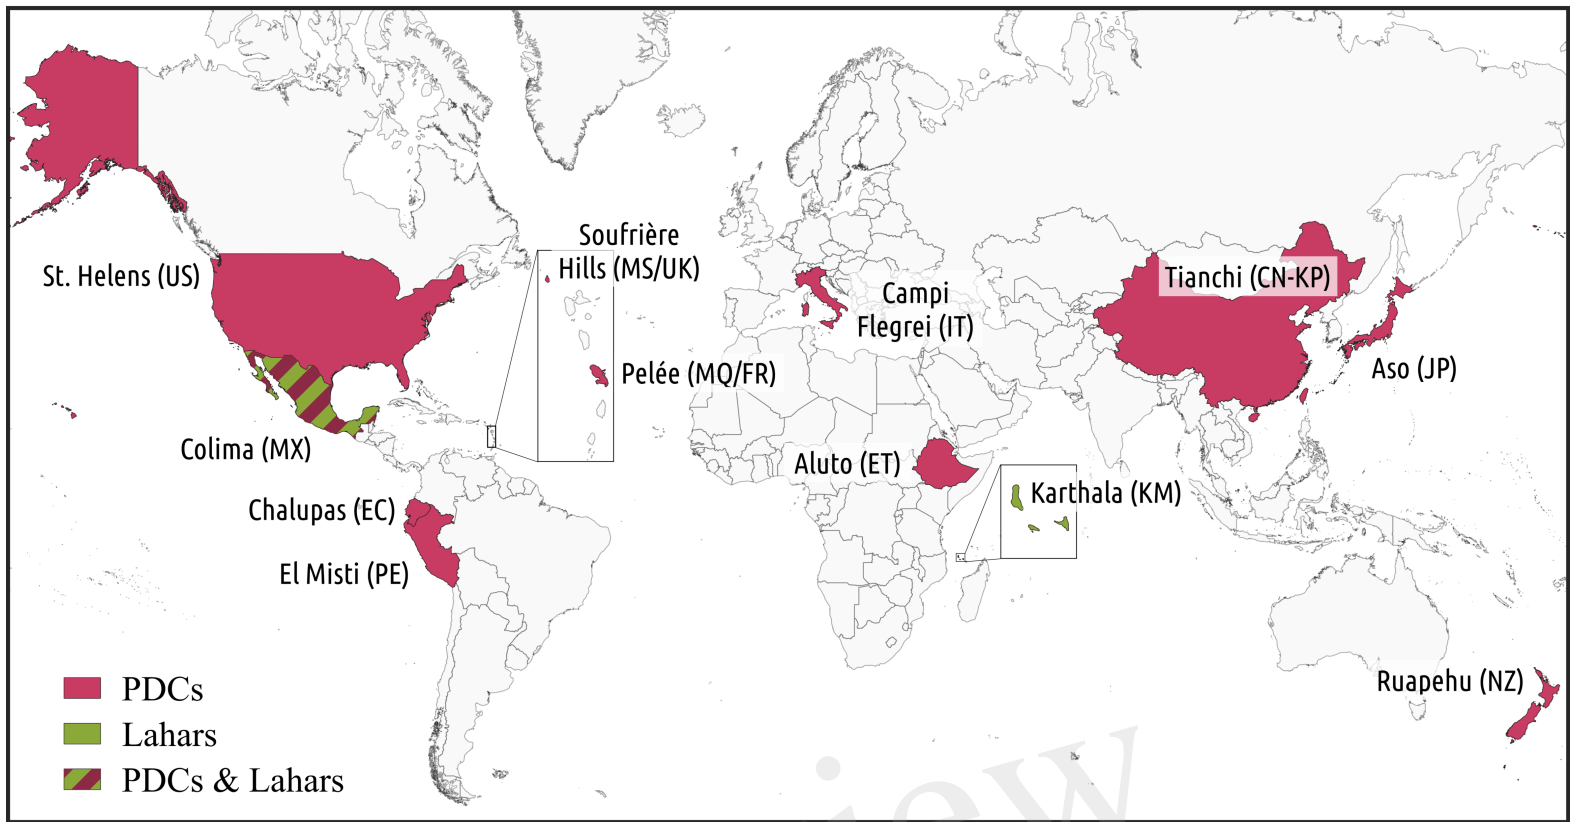 Soufrière
Hills (MS/UK)
St. Helens (US)
Tianchi (CN-KP)
Campi
Flegrei (IT)
Pelée (MQ/FR)
Aso (JP)
Colima (MX)
Aluto (ET)
Karthala (KM)
Chalupas (EC)
El Misti (PE)
Ruapehu (NZ)
PDCs
Lahars
PDCs & Lahars